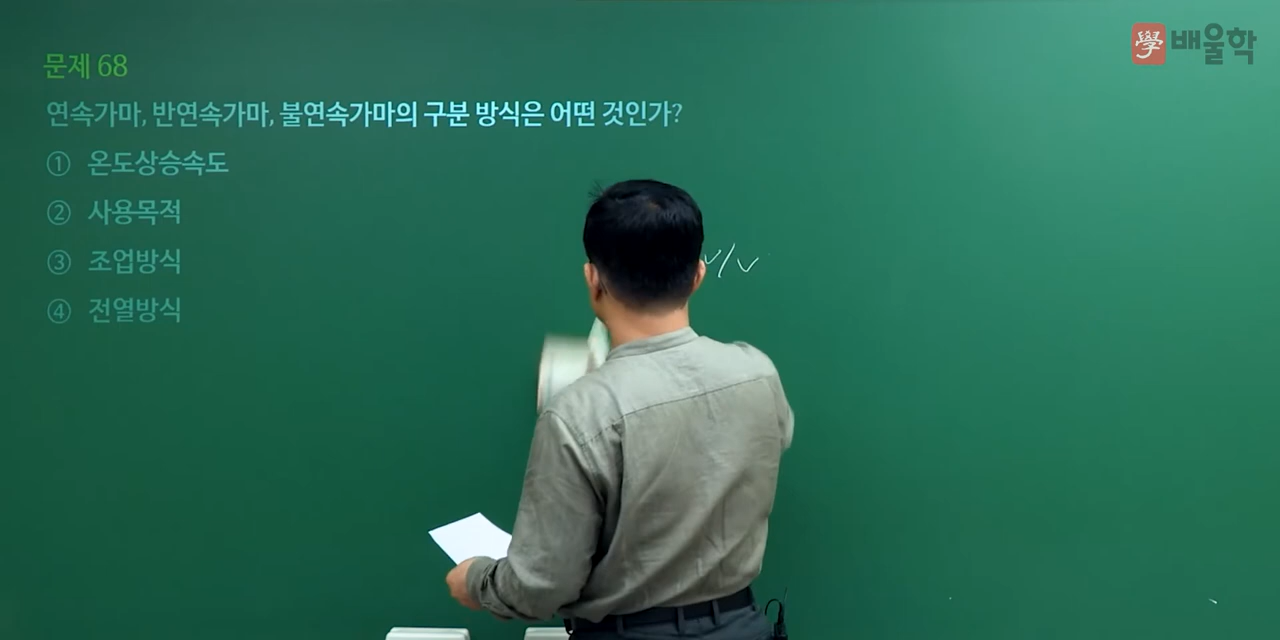 學 배울학
문제 68
연속가마, 반연속가마, 불연속가마의 구분 방식은 어떤 것인가?
① 온도상승속도
② 사용목적
③ 조업방식
④ 전열방식